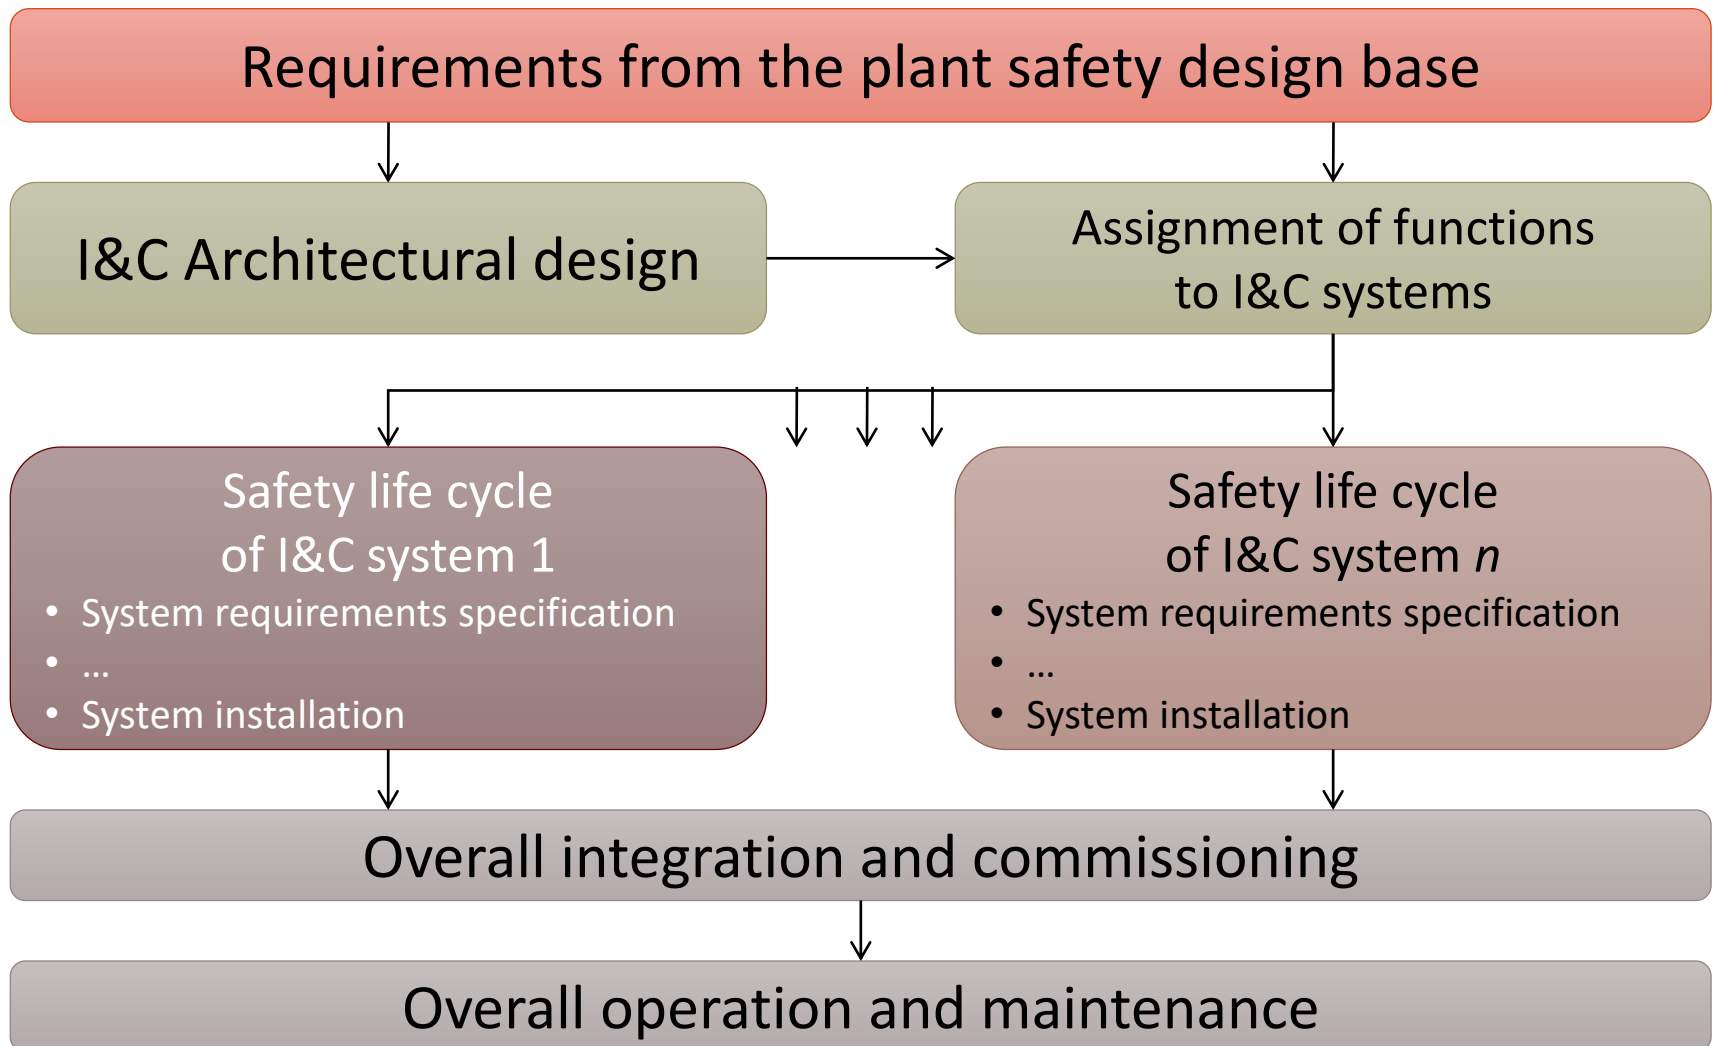 Requirements from the plant safety design base
I&C Architectural design
Assignment of functions
to I&C systems
Safety life cycle
of I&C system 1
• System requirements specification
• ...
• System installation
Safety life cycle
of I&C system n
• System requirements specification
• ...
• System installation
Overall integration and commissioning
Overall operation and maintenance